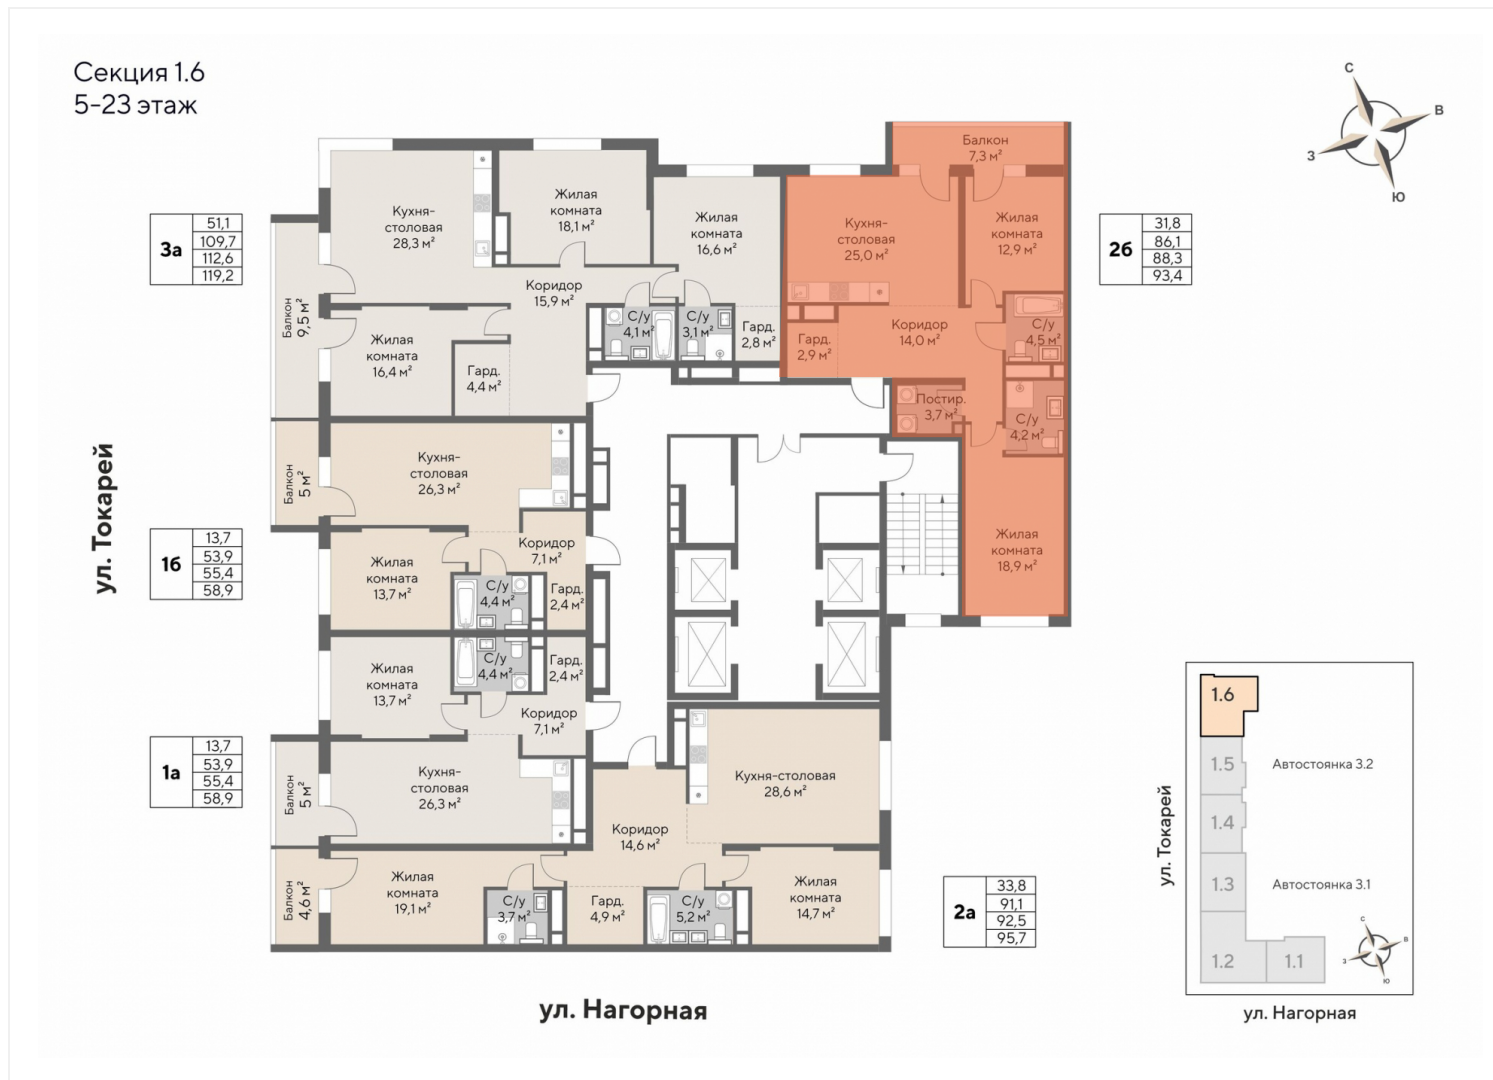 Секция 1.6
5-23 этаж
С
В
З
Ю
Балкон
7,3 м²
Кухня-
столовая
28,3 м²
Жилая
комната
18,1 м²
Жилая
комната
16,6 м²
Кухня-
столовая
25,0 м²
Жилая
комната
12,9 м²
3а
51,1
109,7
112,6
119,2
2б
31,8
86,1
88,3
93,4
Балкон
9,5 м²
Коридор
15,9 м²
С/у
4,1 м²
С/у
3,1 м²
Гард.
2,8 м²
Гард.
2,9 м²
Коридор
14,0 м²
С/у
4,5 м²
Жилая
комната
16,4 м²
Гард.
4,4 м²
Постир.
3,7 м²
С/у
4,2 м²
ул. Токарей
Балкон
5 м²
Кухня-
столовая
26,3 м²
1б
13,7
53,9
55,4
58,9
Жилая
комната
13,7 м²
Коридор
7,1 м²
С/у
4,4 м²
Гард.
2,4 м²
Жилая
комната
18,9 м²
Жилая
комната
13,7 м²
С/у
4,4 м²
Гард.
2,4 м²
Коридор
7,1 м²
1а
13,7
53,9
55,4
58,9
Балкон
5 м²
Кухня-
столовая
26,3 м²
Кухня-столовая
28,6 м²
Коридор
14,6 м²
Балкон
4,6 м²
Жилая
комната
19,1 м²
С/у
3,7 м²
Гард.
4,9 м²
С/у
5,2 м²
Жилая
комната
14,7 м²
2а
33,8
91,1
92,5
95,7
ул. Нагорная
1.6
1.5
Автостоянка 3.2
1.4
ул. Токарей
1.3
Автостоянка 3.1
1.2
1.1
С
В
З
Ю
ул. Нагорная